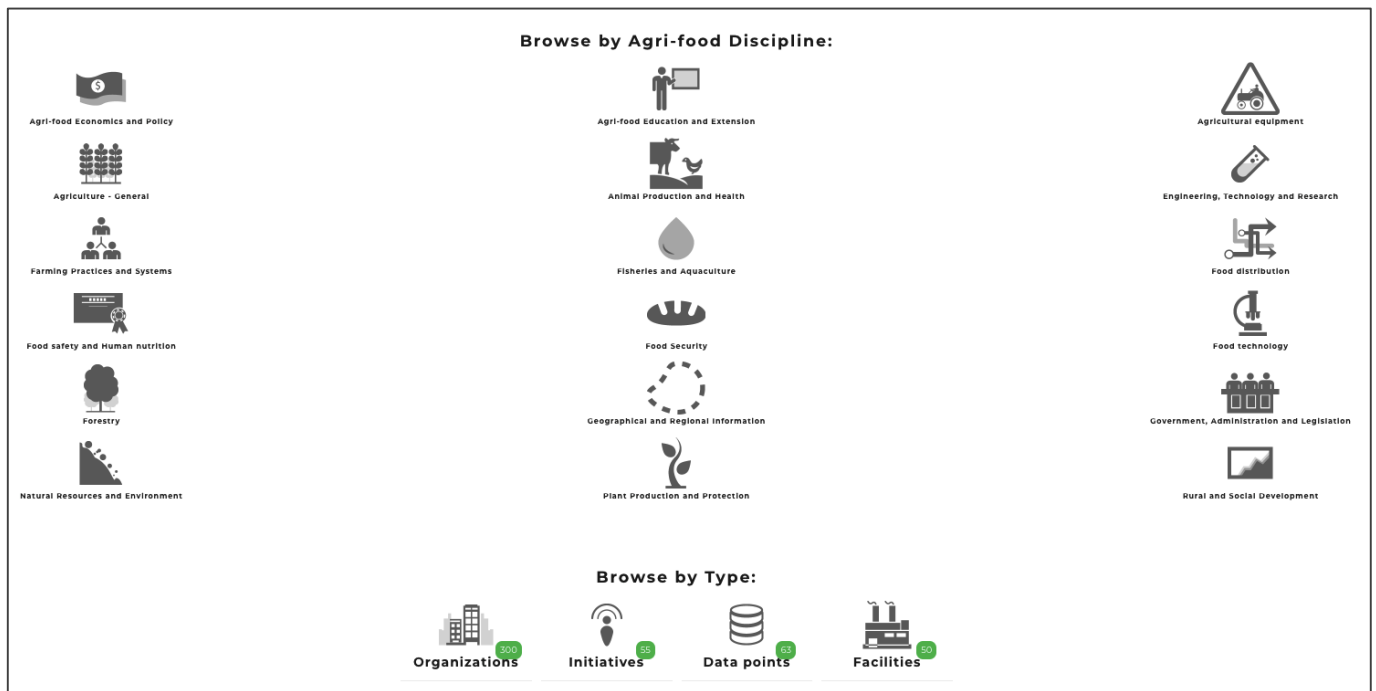 Browse by Agri-food Discipline:
$
Agri-food Economics and Policy
Agri-food Education and Extension
Agricultural equipment
Agriculture - General
Animal Production and Health
Engineering, Technology and Research
Farming Practices and Systems
Fisheries and Aquaculture
Food distribution
Food safety and Human nutrition
Food Security
Food technology
Forestry
Geographical and Regional Information
Government, Administration and Legislation
Natural Resources and Environment
Plant Production and Protection
Rural and Social Development
Browse by Type:
300
55
63
50
Organizations
Initiatives
Data points
Facilities